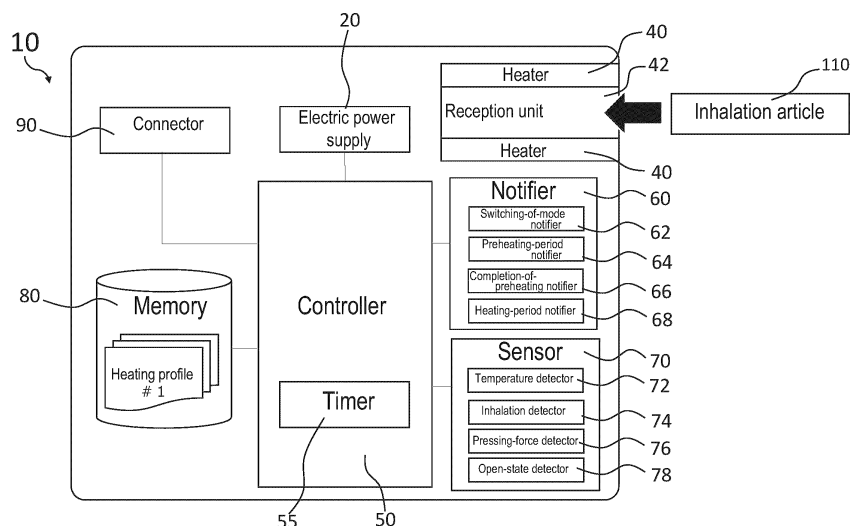 10
20
40
42
110
Heater
Reception unit
Heater
40
Inhalation article
90
Connector
Electric power
supply
Notifier
60
Switching-of-mode
notifier
62
Preheating-period
notifier
64
Completion-of-
preheating notifier
66
Heating-period notifier
68
80
Memory
Heating profile
# 1
Controller
Timer
55
50
Sensor
70
Temperature detector
72
Inhalation detector
74
Pressing-force detector
76
Open-state detector
78